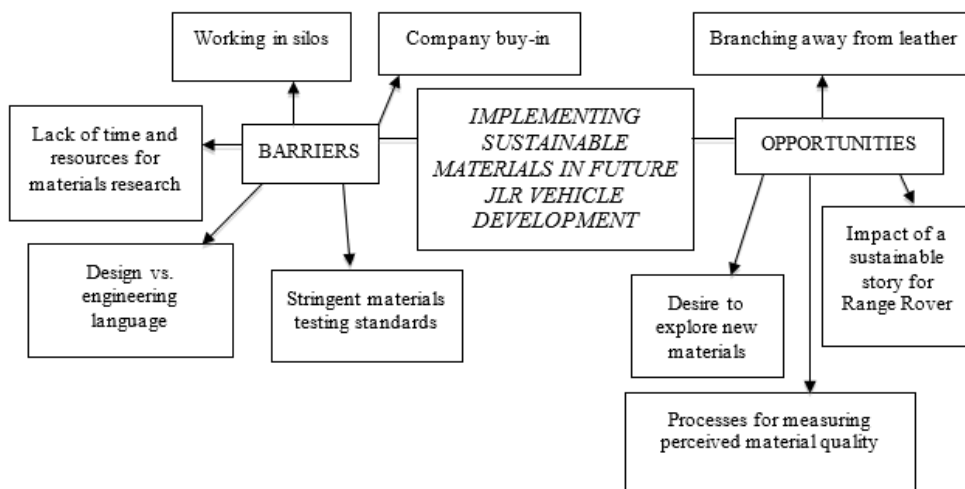 Working in silos
Company buy-in
Branching away from leather
Lack of time and
resources for
materials research
BARRIERS
IMPLEMENTING
SUSTAINABLE
MATERIALS IN FUTURE
JLR VEHICLE
DEVELOPMENT
OPPORTUNITIES
Design vs.
engineering
language
Stringent materials
testing standards
Desire to
explore new
materials
Impact of a
sustainable
story for
Range Rover
Processes for measuring
perceived material quality